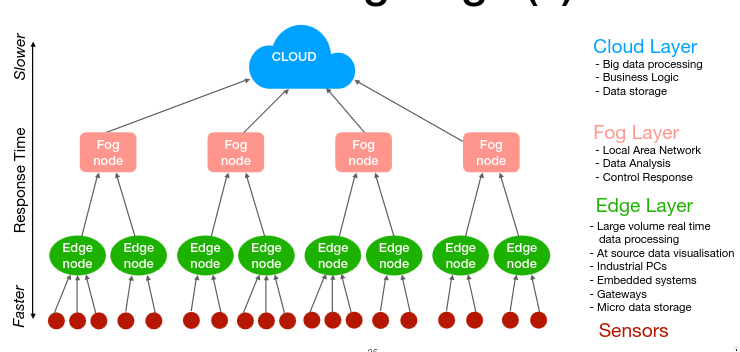 Slower
Response Time
Faster
CLOUD
Fog
node
Fog
node
Fog
node
Fog
node
Edge
node
Edge
node
Edge
node
Edge
node
Edge
node
Edge
node
Edge
node
Edge
node
Cloud Layer
- Big data processing
- Business Logic
- Data storage
Fog Layer
- Local Area Network
- Data Analysis
- Control Response
Edge Layer
- Large volume real time
data processing
- At source data visualisation
- Industrial PCs
- Embedded systems
- Gateways
- Micro data storage
Sensors